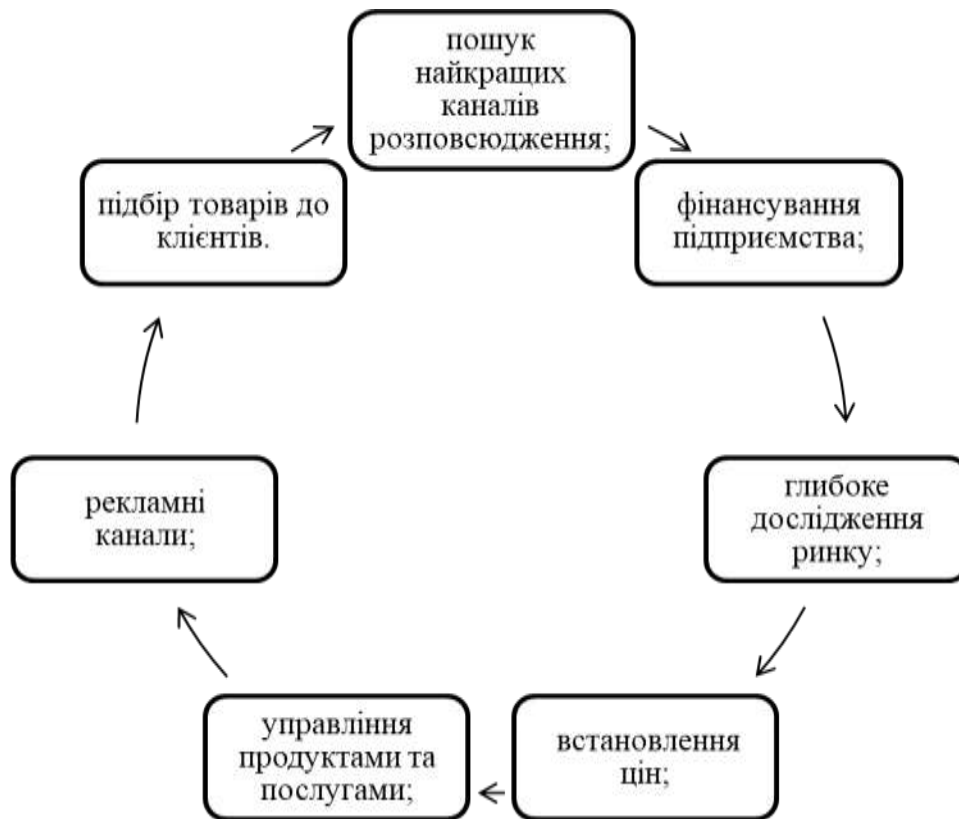 пошук
найкращих
каналів
розповсюдження;
фінансування
підприємства;
глибоке
дослідження
ринку;
встановлення
цін;
управління
продуктами та
послугами;
рекламні
канали;
підбір товарів до
клієнтів.